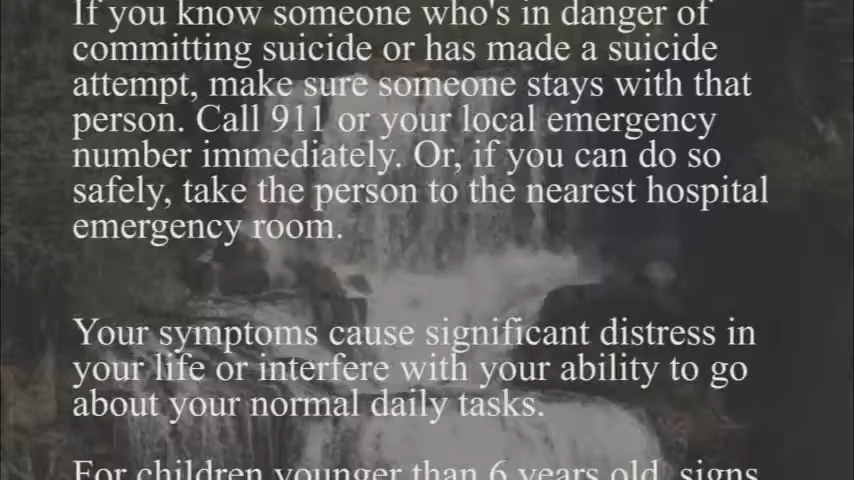 If you know someone who's in danger of
committing suicide or has made a suicide
attempt, make sure someone stays with that
person. Call 911 or your local emergency
number immediately. Or, if you can do so
safely, take the person to the nearest hospital
emergency room.
Your symptoms cause significant distress in
your life or interfere with your ability to go
about your normal daily tasks.
For children younger than 6 years old, signs